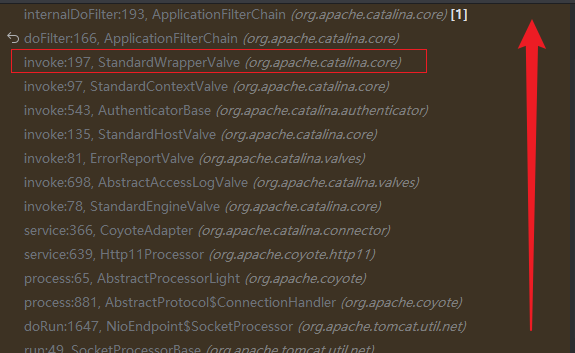 internalDoFilter:193, ApplicationFilterChain (org.apache.catalina.core) [1]
doFilter:166, ApplicationFilterChain (org.apache.catalina.core)
invoke:197, StandardWrapperValve (org.apache.catalina.core)
invoke:97, StandardContextValve (org.apache.catalina.core)
invoke:543, AuthenticatorBase (org.apache.catalina.authenticator)
invoke:135, StandardHostValve (org.apache.catalina.core)
invoke:81, ErrorReportValve (org.apache.catalina.valves)
invoke:698, AbstractAccessLogValve (org.apache.catalina.valves)
invoke:78, StandardEngineValve (org.apache.catalina.core)
service:366, CoyoteAdapter (org.apache.catalina.connector)
service:639, Http11Processor (org.apache.coyote.http11)
process:65, AbstractProcessorLight (org.apache.coyote)
process:881, AbstractProtocol$ConnectionHandler (org.apache.coyote)
doRun:1647, NioEndpoint$SocketProcessor (org.apache.tomcat.util.net)
run:49, SocketProcessorBase (org.apache.tomcat.util.net)